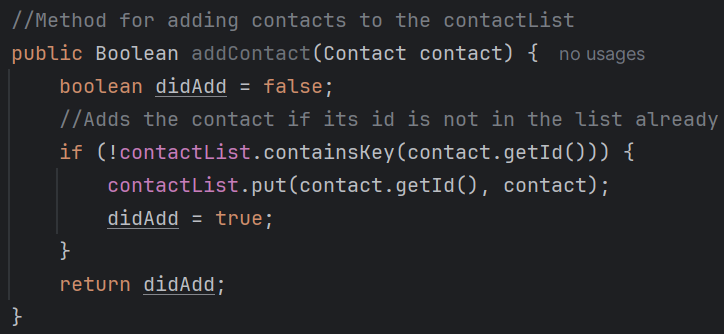 //Method for adding contacts to the contactList
public Boolean addContact(Contact contact) {  no usages
    boolean didAdd = false;
    //Adds the contact if its id is not in the list already
    if (!contactList.containsKey(contact.getId())) {
        contactList.put(contact.getId(), contact);
        didAdd = true;
    }
    return didAdd;
}